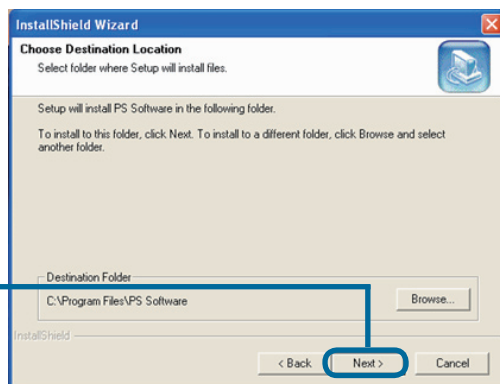 InstallShield Wizard
Choose Destination Location
Select folder where Setup will install files.
Setup will install PS Software in the following folder.
To install to this folder, click Next. To install to a different folder, click Browse and select
another folder.
Destination Folder
C:\Program Files\PS Software
Browse...
InstallShield
< Back
Next >
Cancel